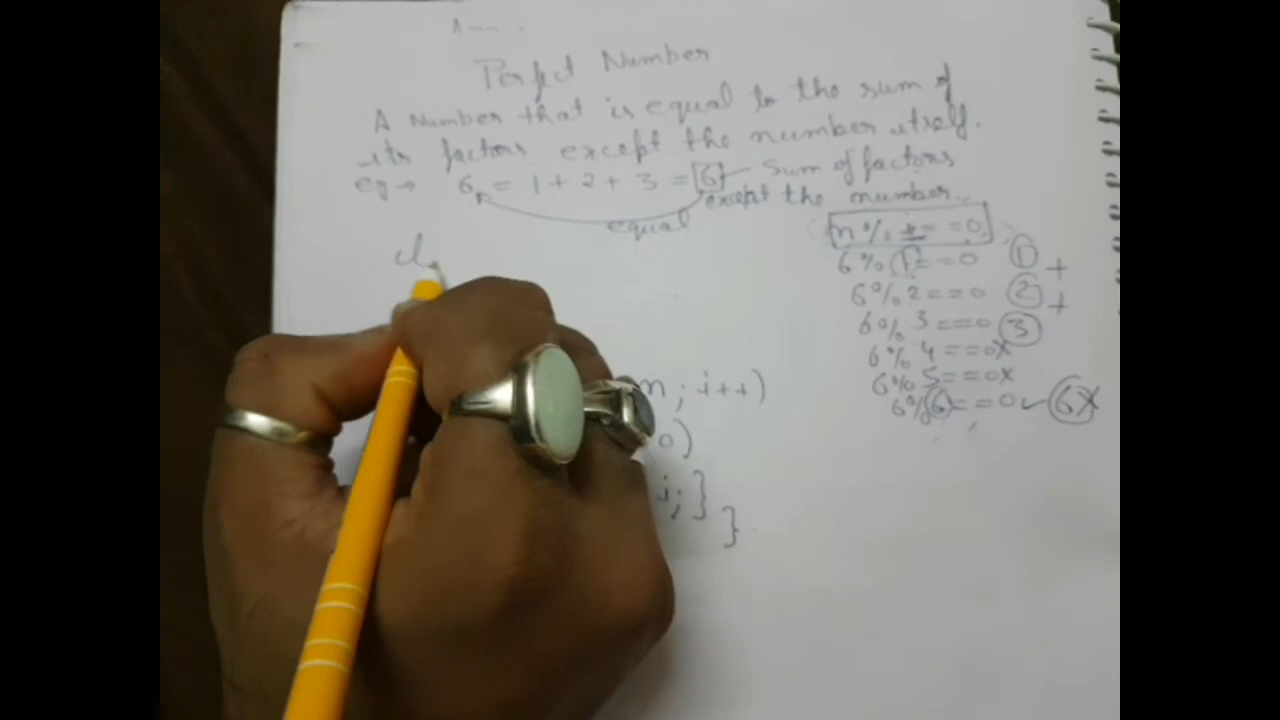 Perfect Number
A Number that is equal to the sum of
its factors except the number itself.
eg → 6 = 1 + 2 + 3 = 6 — Sum of factors
except the number..
equal
n % i == 0
6 % 1 == 0 1 +
6 % 2 == 0 2 +
6 % 3 == 0 3
6 % 4 == 0 X
6 % 5 == 0 X
6 % 6 == 0 ✓ 6 X
cl
n ; i++)
0)
i; }
}